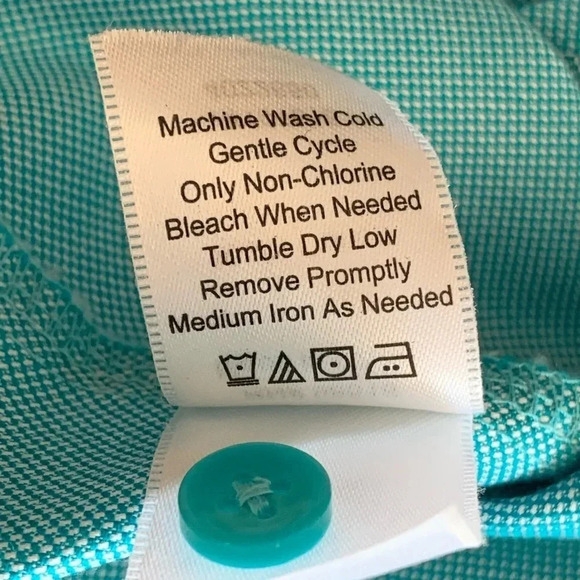 Machine Wash Cold
Gentle Cycle
Only Non-Chlorine
Bleach When Needed
Tumble Dry Low
Remove Promptly
Medium Iron As Needed